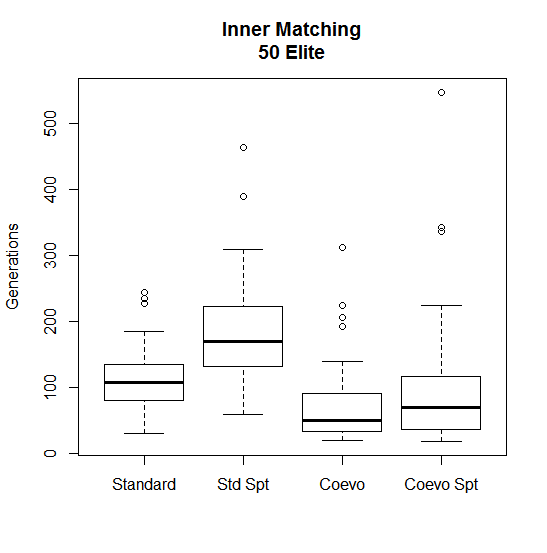 Inner Matching
50 Elite
Generations
500
400
300
200
100
0
Standard
Std Spt
Coevo
Coevo Spt